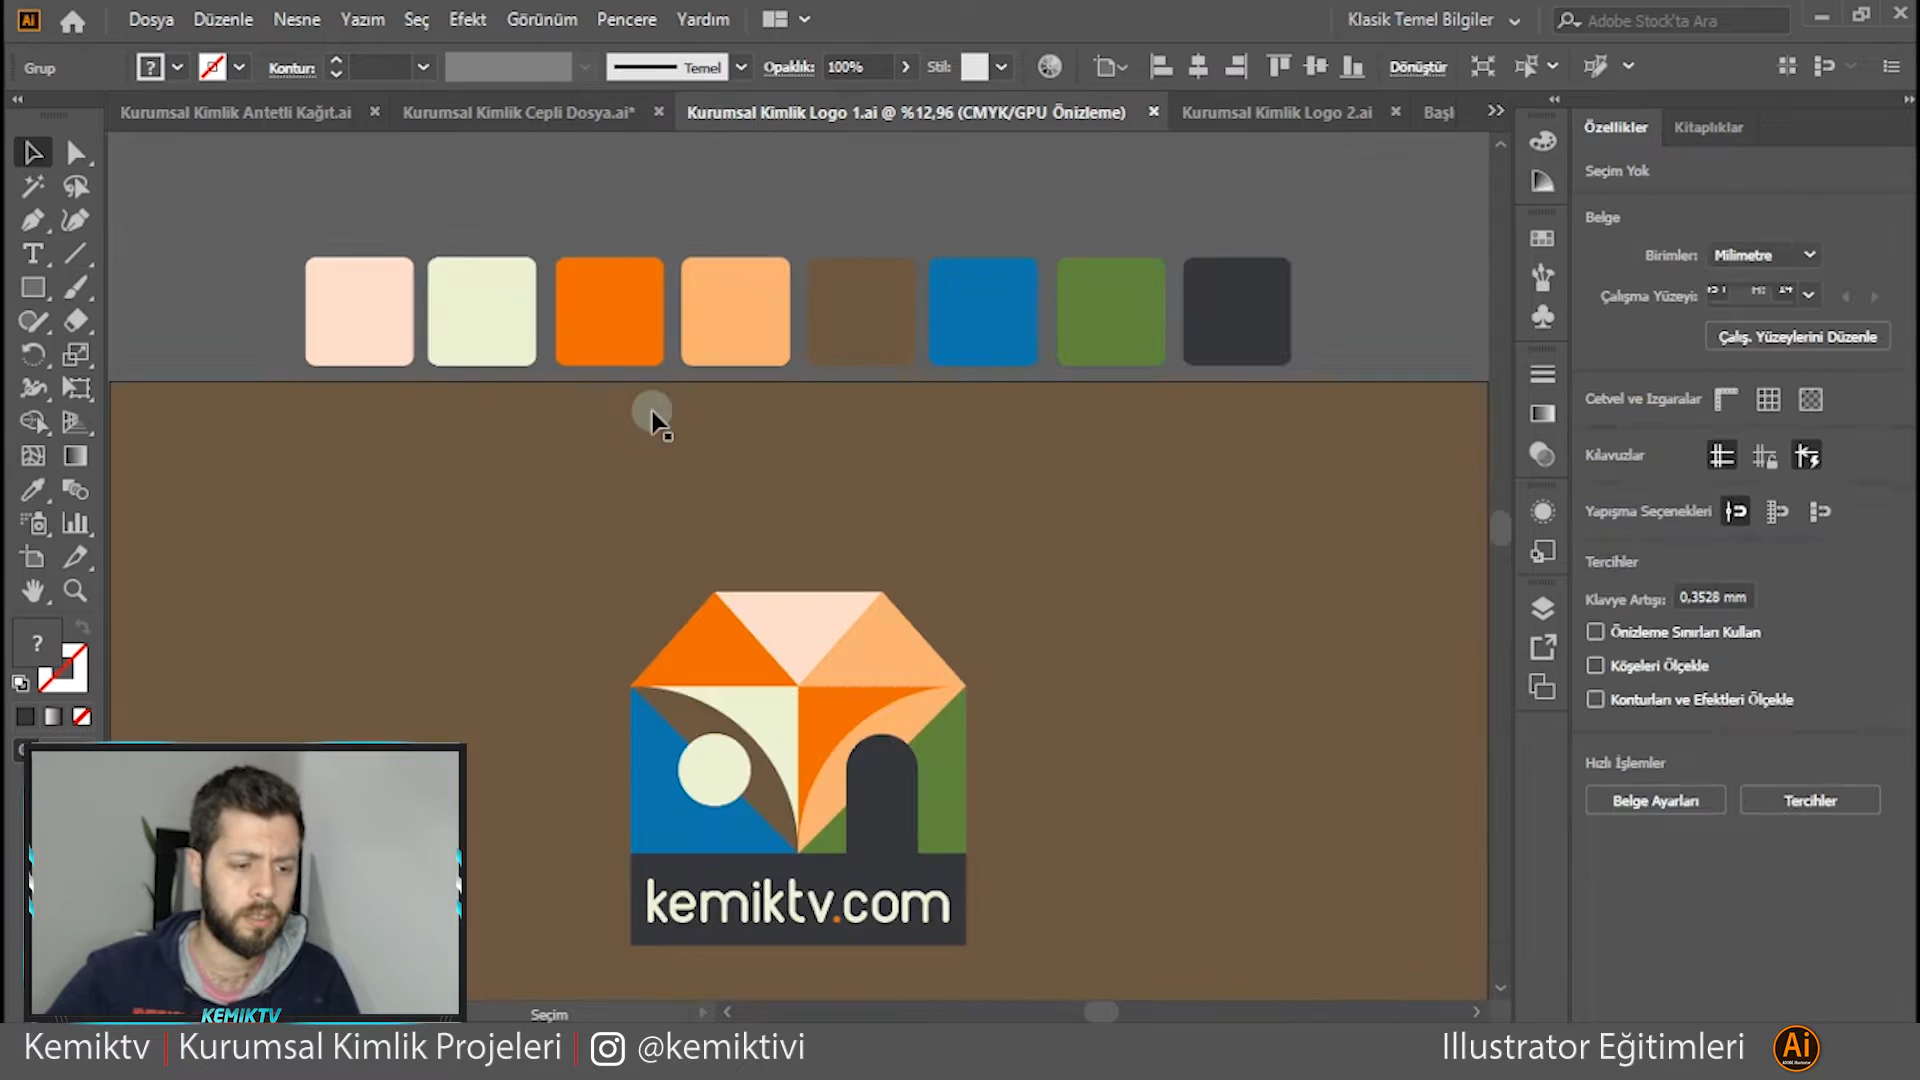 Ai Dosya Düzenle Nesne Yazım Seç Efekt Görünüm Pencere Yardım Klasik Temel Bilgiler Adobe Stock'ta Ara
Grup ? Kontur: Temel Opaklık: 100% Stil: Dönüştür
Kurumsal Kimlik Antetli Kağıt.ai Kurumsal Kimlik Cepli Dosya.ai* Kurumsal Kimlik Logo 1.ai @ %12,96 (CMYK/GPU Önizleme) Kurumsal Kimlik Logo 2.ai Başl
Özellikler Kitaplıklar
Seçim Yok
Belge
Birimler: Milimetre
Çalışma Yüzeyi:
Çalış. Yüzeylerini Düzenle
Cetvel ve Izgaralar
Kılavuzlar
Yapışma Seçenekleri
Tercihler
Klavye Artışı: 0,3528 mm
Önizleme Sınırları Kullan
Köşeleri Ölçekle
Konturları ve Efektleri Ölçekle
Hızlı İşlemler
Belge Ayarları Tercihler
?
kemiktv.com
KEMIKTV
Seçim
Kemiktv | Kurumsal Kimlik Projeleri | @kemiktivi
Illustrator Eğitimleri Ai